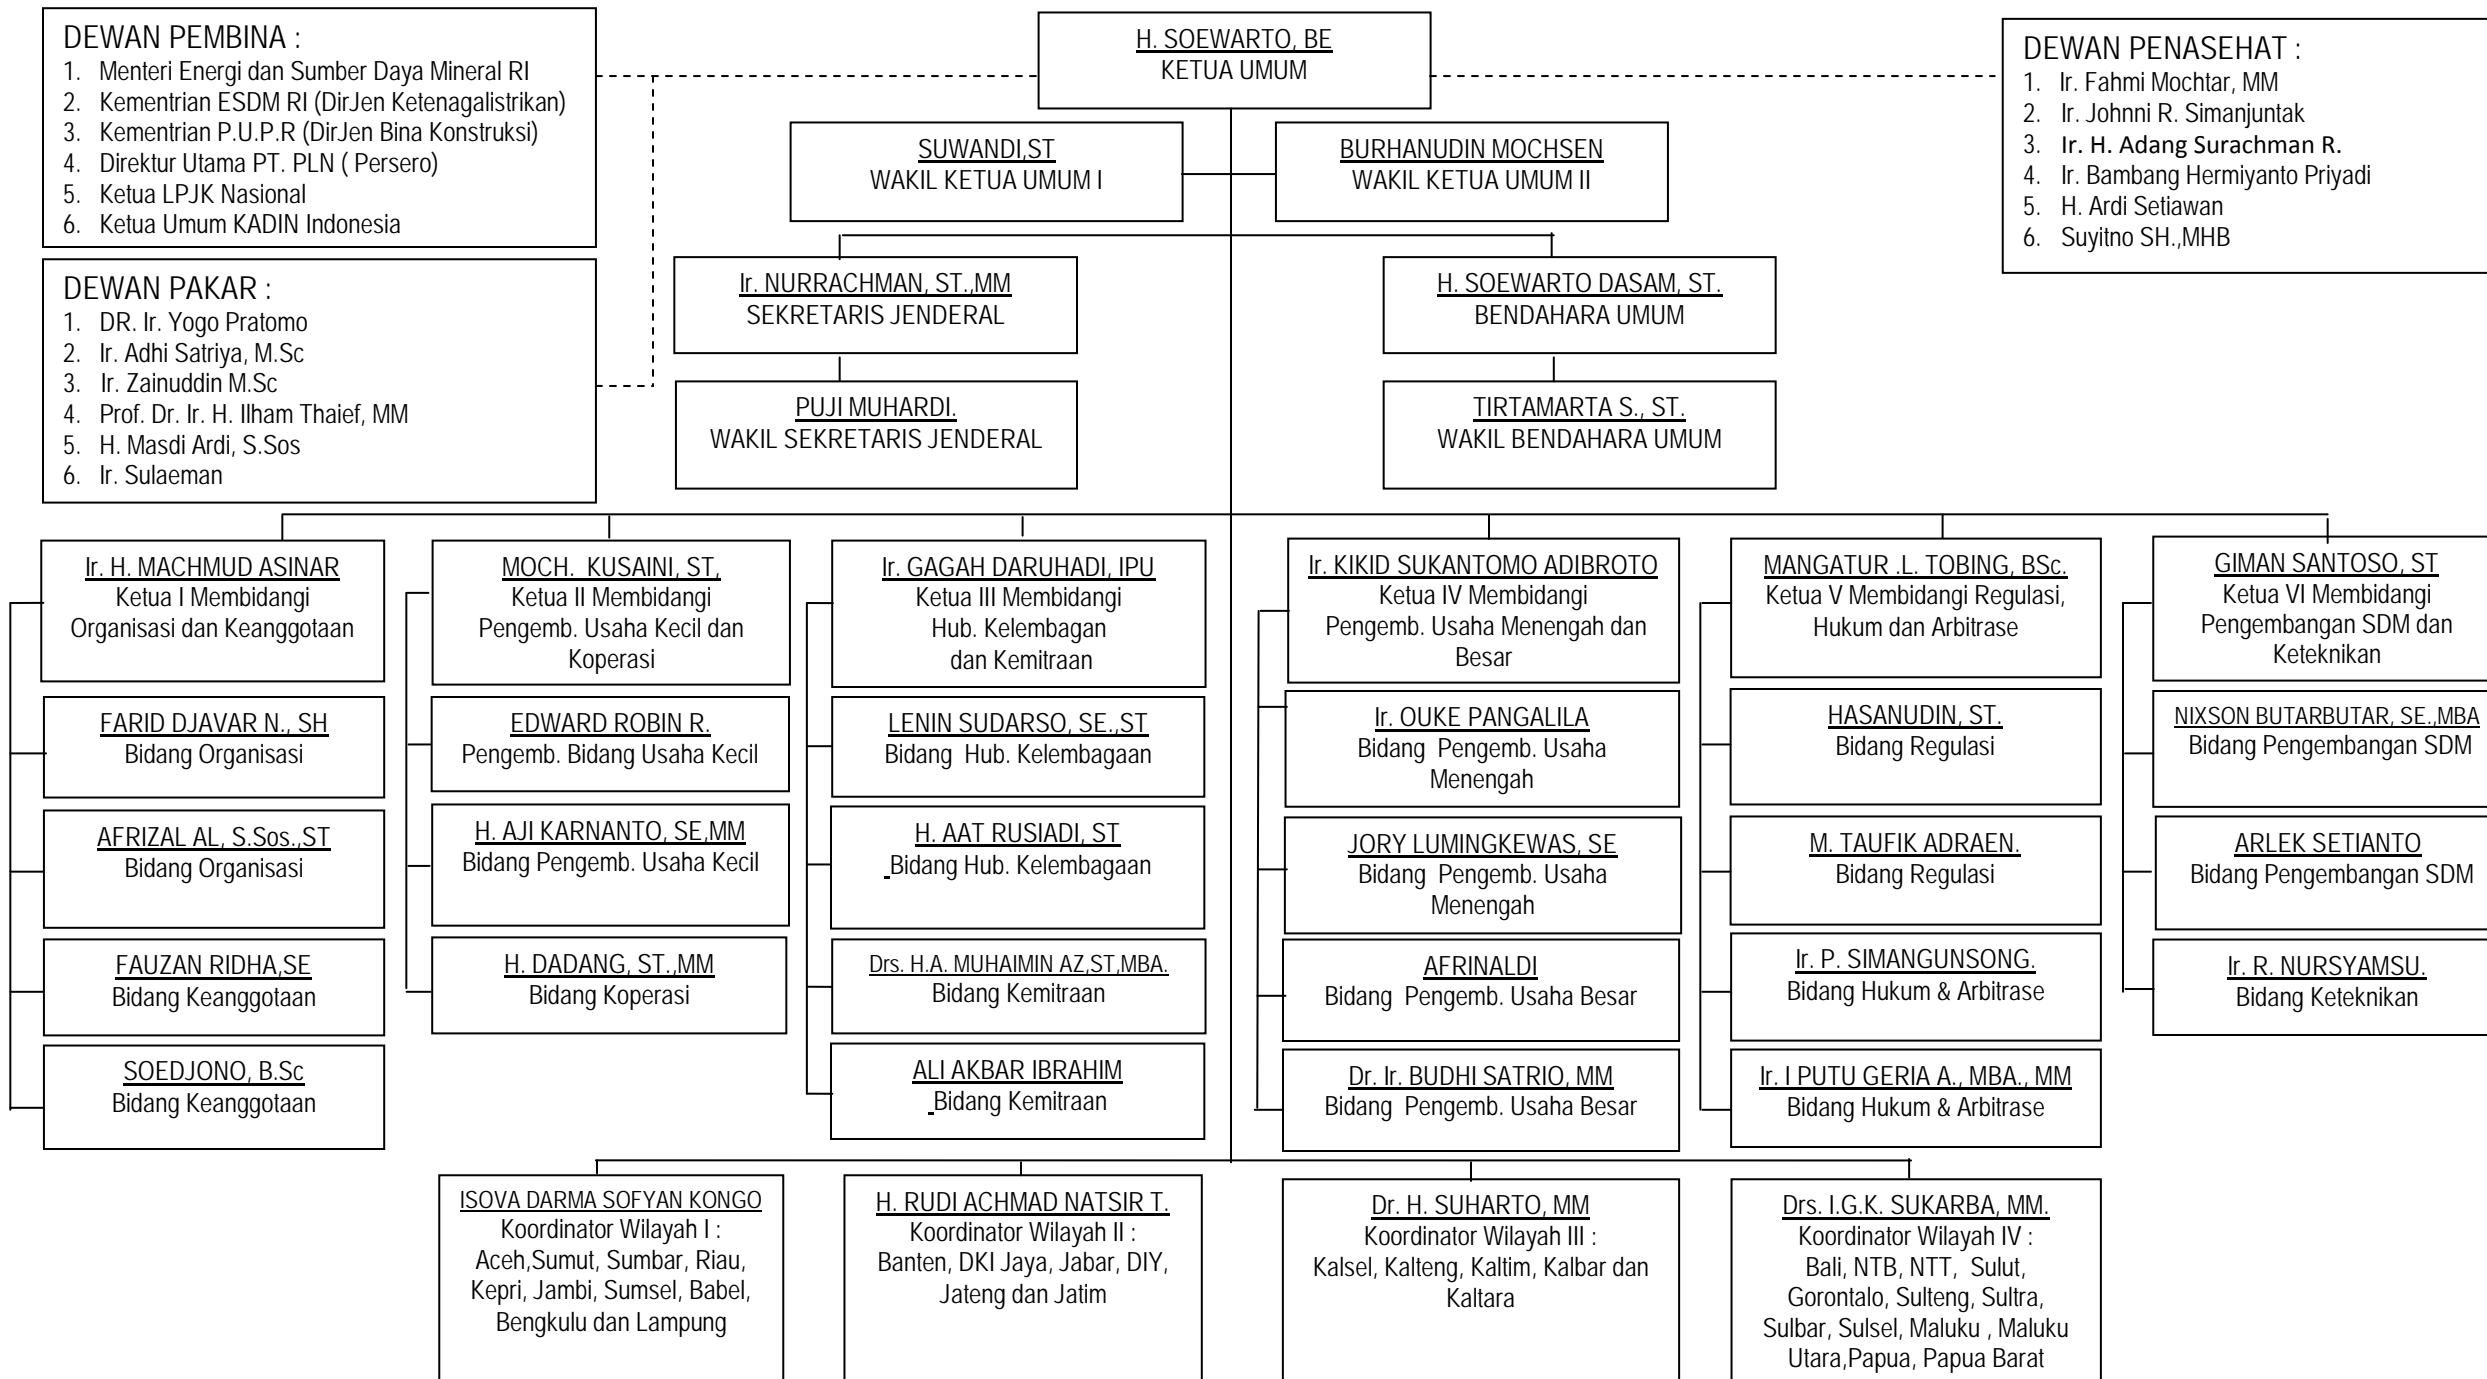 DEWAN PEMBINA :
1. Menteri Energi dan Sumber Daya Mineral RI
2. Kementrian ESDM RI (DirJen Ketenagalistrikan)
3. Kementrian P.U.P.R (DirJen Bina Konstruksi)
4. Direktur Utama PT. PLN ( Persero)
5. Ketua LPJK Nasional
6. Ketua Umum KADIN Indonesia
H. SOEWARTO, BE
KETUA UMUM
DEWAN PENASEHAT :
1. Ir. Fahmi Mochtar, MM
2. Ir. Johnni R. Simanjuntak
3. Ir. H. Adang Surachman R.
4. Ir. Bambang Hermiyanto Priyadi
5. H. Ardi Setiawan
6. Suyitno SH.,MHB
SUWANDI,ST
WAKIL KETUA UMUM I
BURHANUDIN MOCHSEN
WAKIL KETUA UMUM II
DEWAN PAKAR :
1. DR. Ir. Yogo Pratomo
2. Ir. Adhi Satriya, M.Sc
3. Ir. Zainuddin M.Sc
4. Prof. Dr. Ir. H. Ilham Thaief, MM
5. H. Masdi Ardi, S.Sos
6. Ir. Sulaeman
Ir. NURRACHMAN, ST.,MM
SEKRETARIS JENDERAL
H. SOEWARTO DASAM, ST.
BENDAHARA UMUM
PUJI MUHARDI.
WAKIL SEKRETARIS JENDERAL
TIRTAMARTA S., ST.
WAKIL BENDAHARA UMUM
Ir. H. MACHMUD ASINAR
Ketua I Membidangi
Organisasi dan Keanggotaan
FARID DJAVAR N., SH
Bidang Organisasi
AFRIZAL AL, S.Sos.,ST
Bidang Organisasi
FAUZAN RIDHA,SE
Bidang Keanggotaan
SOEDJONO, B.Sc
Bidang Keanggotaan
MOCH. KUSAINI, ST,
Ketua II Membidangi
Pengemb. Usaha Kecil dan
Koperasi
EDWARD ROBIN R.
Pengemb. Bidang Usaha Kecil
H. AJI KARNANTO, SE,MM
Bidang Pengemb. Usaha Kecil
H. DADANG, ST.,MM
Bidang Koperasi
Ir. GAGAH DARUHADI, IPU
Ketua III Membidangi
Hub. Kelembagan
dan Kemitraan
LENIN SUDARSO, SE.,ST
Bidang Hub. Kelembagaan
H. AAT RUSIADI, ST
Bidang Hub. Kelembagaan
Drs. H.A. MUHAIMIN AZ,ST,MBA.
Bidang Kemitraan
ALI AKBAR IBRAHIM
Bidang Kemitraan
Ir. KIKID SUKANTOMO ADIBROTO
Ketua IV Membidangi
Pengemb. Usaha Menengah dan
Besar
Ir. OUKE PANGALILA
Bidang Pengemb. Usaha
Menengah
JORY LUMINGKEWAS, SE
Bidang Pengemb. Usaha
Menengah
AFRINALDI
Bidang Pengemb. Usaha Besar
Dr. Ir. BUDHI SATRIO, MM
Bidang Pengemb. Usaha Besar
MANGATUR .L. TOBING, BSc.
Ketua V Membidangi Regulasi,
Hukum dan Arbitrase
HASANUDIN, ST.
Bidang Regulasi
M. TAUFIK ADRAEN.
Bidang Regulasi
Ir. P. SIMANGUNSONG.
Bidang Hukum & Arbitrase
Ir. I PUTU GERIA A., MBA., MM
Bidang Hukum & Arbitrase
GIMAN SANTOSO, ST
Ketua VI Membidangi
Pengembangan SDM dan
Keteknikan
NIXSON BUTARBUTAR, SE.,MBA
Bidang Pengembangan SDM
ARLEK SETIANTO
Bidang Pengembangan SDM
Ir. R. NURSYAMSU.
Bidang Keteknikan
ISOVA DARMA SOFYAN KONGO
Koordinator Wilayah I :
Aceh,Sumut, Sumbar, Riau,
Kepri, Jambi, Sumsel, Babel,
Bengkulu dan Lampung
H. RUDI ACHMAD NATSIR T.
Koordinator Wilayah II :
Banten, DKI Jaya, Jabar, DIY,
Jateng dan Jatim
Dr. H. SUHARTO, MM
Koordinator Wilayah III :
Kalsel, Kalteng, Kaltim, Kalbar dan
Kaltara
Drs. I.G.K. SUKARBA, MM.
Koordinator Wilayah IV :
Bali, NTB, NTT, Sulut,
Gorontalo, Sulteng, Sultra,
Sulbar, Sulsel, Maluku , Maluku
Utara,Papua, Papua Barat